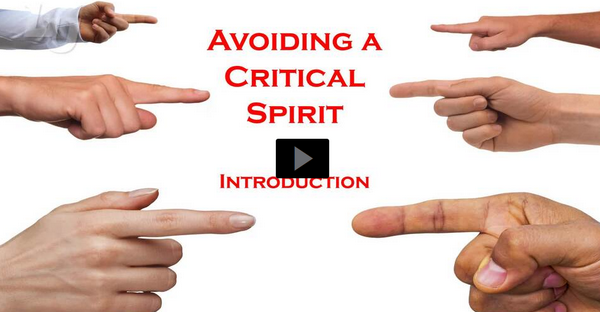 AVOIDING A
CRITICAL
SPIRIT
INTRODUCTION